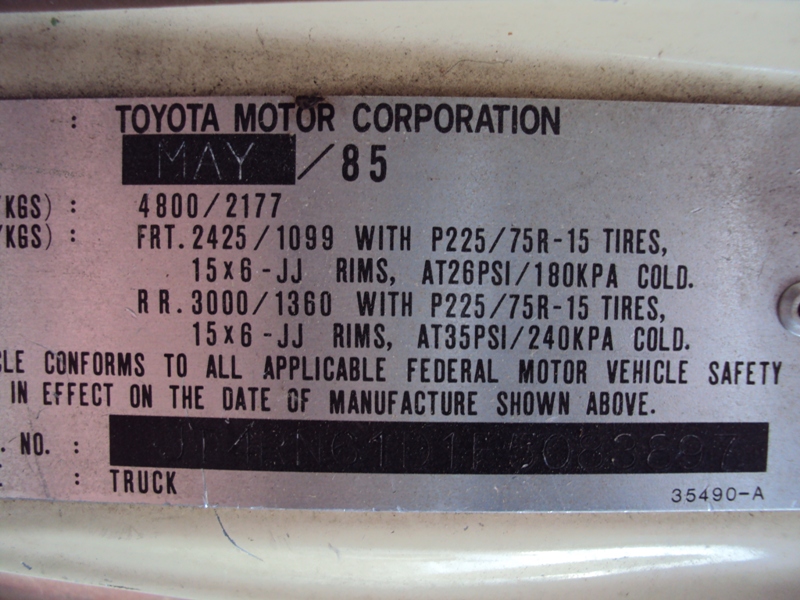 : TOYOTA MOTOR CORPORATION
MAY /85
/KGS) : 4800/2177
/KGS) : FRT. 2425/1099 WITH P225/75R-15 TIRES,
15x6-JJ RIMS, AT26PSI/180KPA COLD.
RR. 3000/1360 WITH P225/75R-15 TIRES,
15x6-JJ RIMS, AT35PSI/240KPA COLD.
CLE CONFORMS TO ALL APPLICABLE FEDERAL MOTOR VEHICLE SAFETY
IN EFFECT ON THE DATE OF MANUFACTURE SHOWN ABOVE.
. NO. :
: TRUCK
35490-A